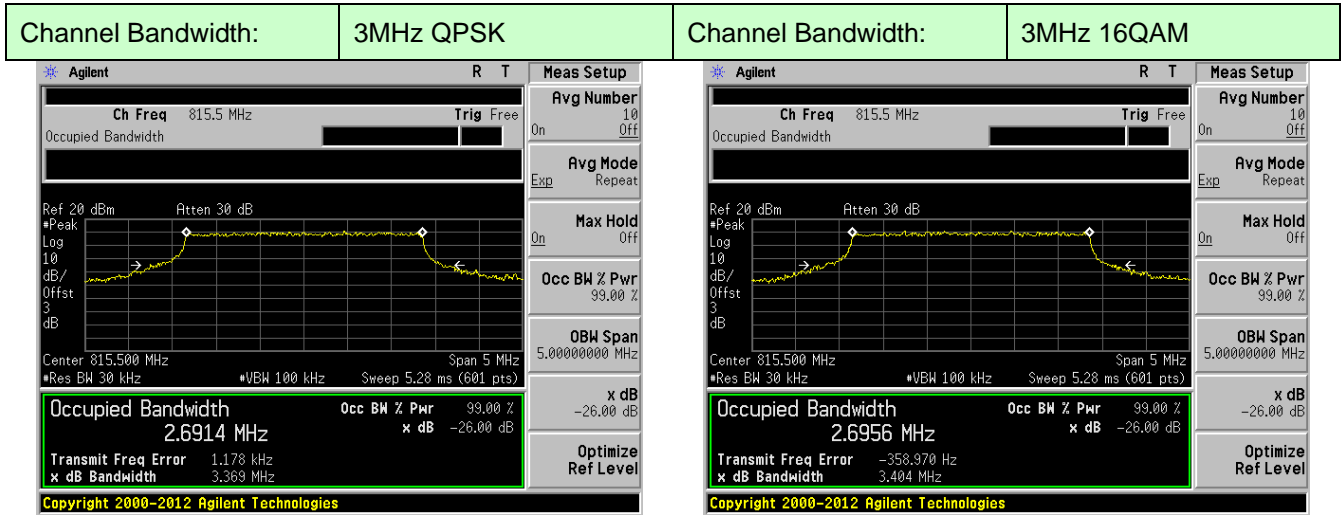 Channel Bandwidth: 3MHz QPSK
Agilent R T
Ch Freq 815.5 MHz Trig Free
Occupied Bandwidth
Ref 20 dBm Atten 30 dB
#Peak
Log
10
dB/
Offst
3
dB
Center 815.500 MHz Span 5 MHz
#Res BW 30 kHz #VBW 100 kHz Sweep 5.28 ms (601 pts)
Occupied Bandwidth Occ BW % Pwr 99.00 %
2.6914 MHz x dB -26.00 dB
Transmit Freq Error 1.178 kHz
x dB Bandwidth 3.369 MHz
Copyright 2000-2012 Agilent Technologies
Meas Setup
Avg Number
10
On Off
Avg Mode
Exp Repeat
Max Hold
On Off
Occ BW % Pwr
99.00 %
OBW Span
5.00000000 MHz
x dB
-26.00 dB
Optimize
Ref Level
Channel Bandwidth: 3MHz 16QAM
Agilent R T
Ch Freq 815.5 MHz Trig Free
Occupied Bandwidth
Ref 20 dBm Atten 30 dB
#Peak
Log
10
dB/
Offst
3
dB
Center 815.500 MHz Span 5 MHz
#Res BW 30 kHz #VBW 100 kHz Sweep 5.28 ms (601 pts)
Occupied Bandwidth Occ BW % Pwr 99.00 %
2.6956 MHz x dB -26.00 dB
Transmit Freq Error -358.970 Hz
x dB Bandwidth 3.404 MHz
Copyright 2000-2012 Agilent Technologies
Meas Setup
Avg Number
10
On Off
Avg Mode
Exp Repeat
Max Hold
On Off
Occ BW % Pwr
99.00 %
OBW Span
5.00000000 MHz
x dB
-26.00 dB
Optimize
Ref Level